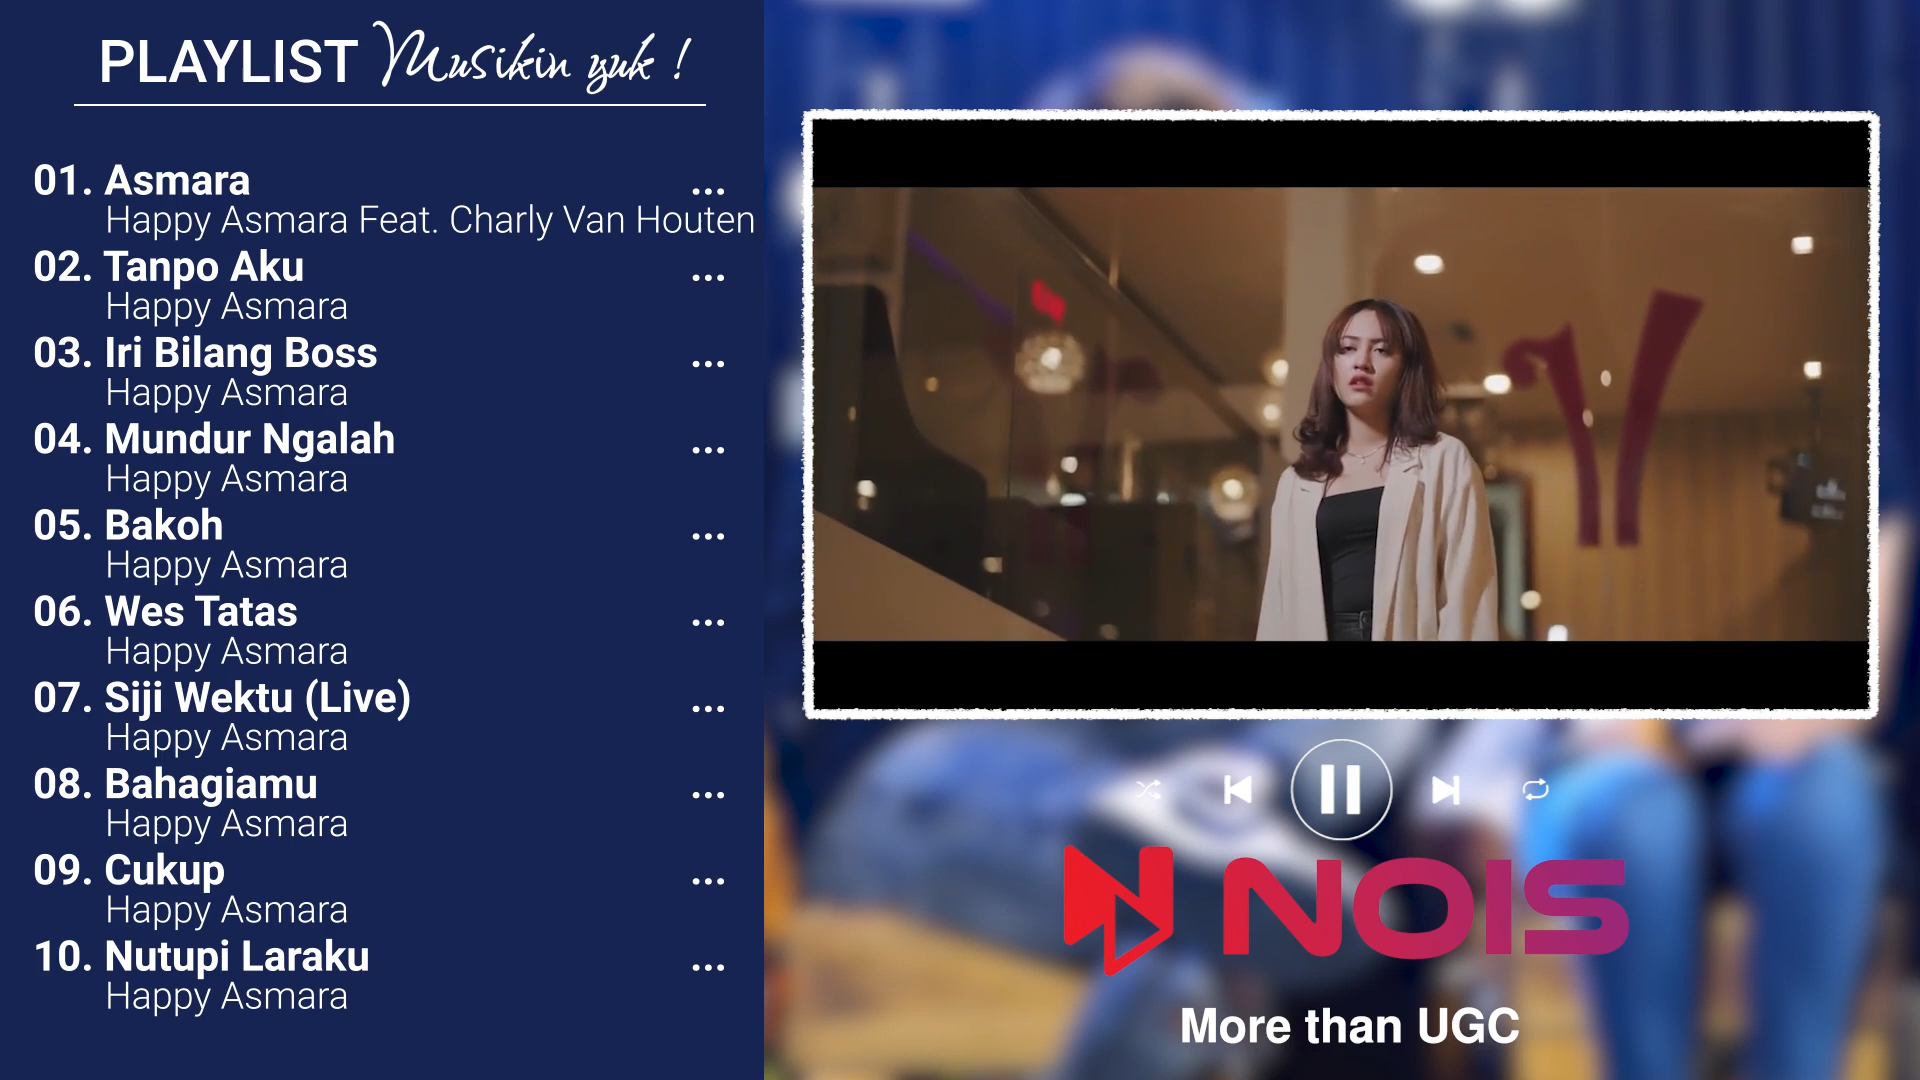 PLAYLIST Musikin yuk !
01. Asmara ...
Happy Asmara Feat. Charly Van Houten
02. Tanpo Aku ...
Happy Asmara
03. Iri Bilang Boss ...
Happy Asmara
04. Mundur Ngalah ...
Happy Asmara
05. Bakoh ...
Happy Asmara
06. Wes Tatas ...
Happy Asmara
07. Siji Wektu (Live) ...
Happy Asmara
08. Bahagiamu ...
Happy Asmara
09. Cukup ...
Happy Asmara
10. Nutupi Laraku ...
Happy Asmara
NOIS
More than UGC